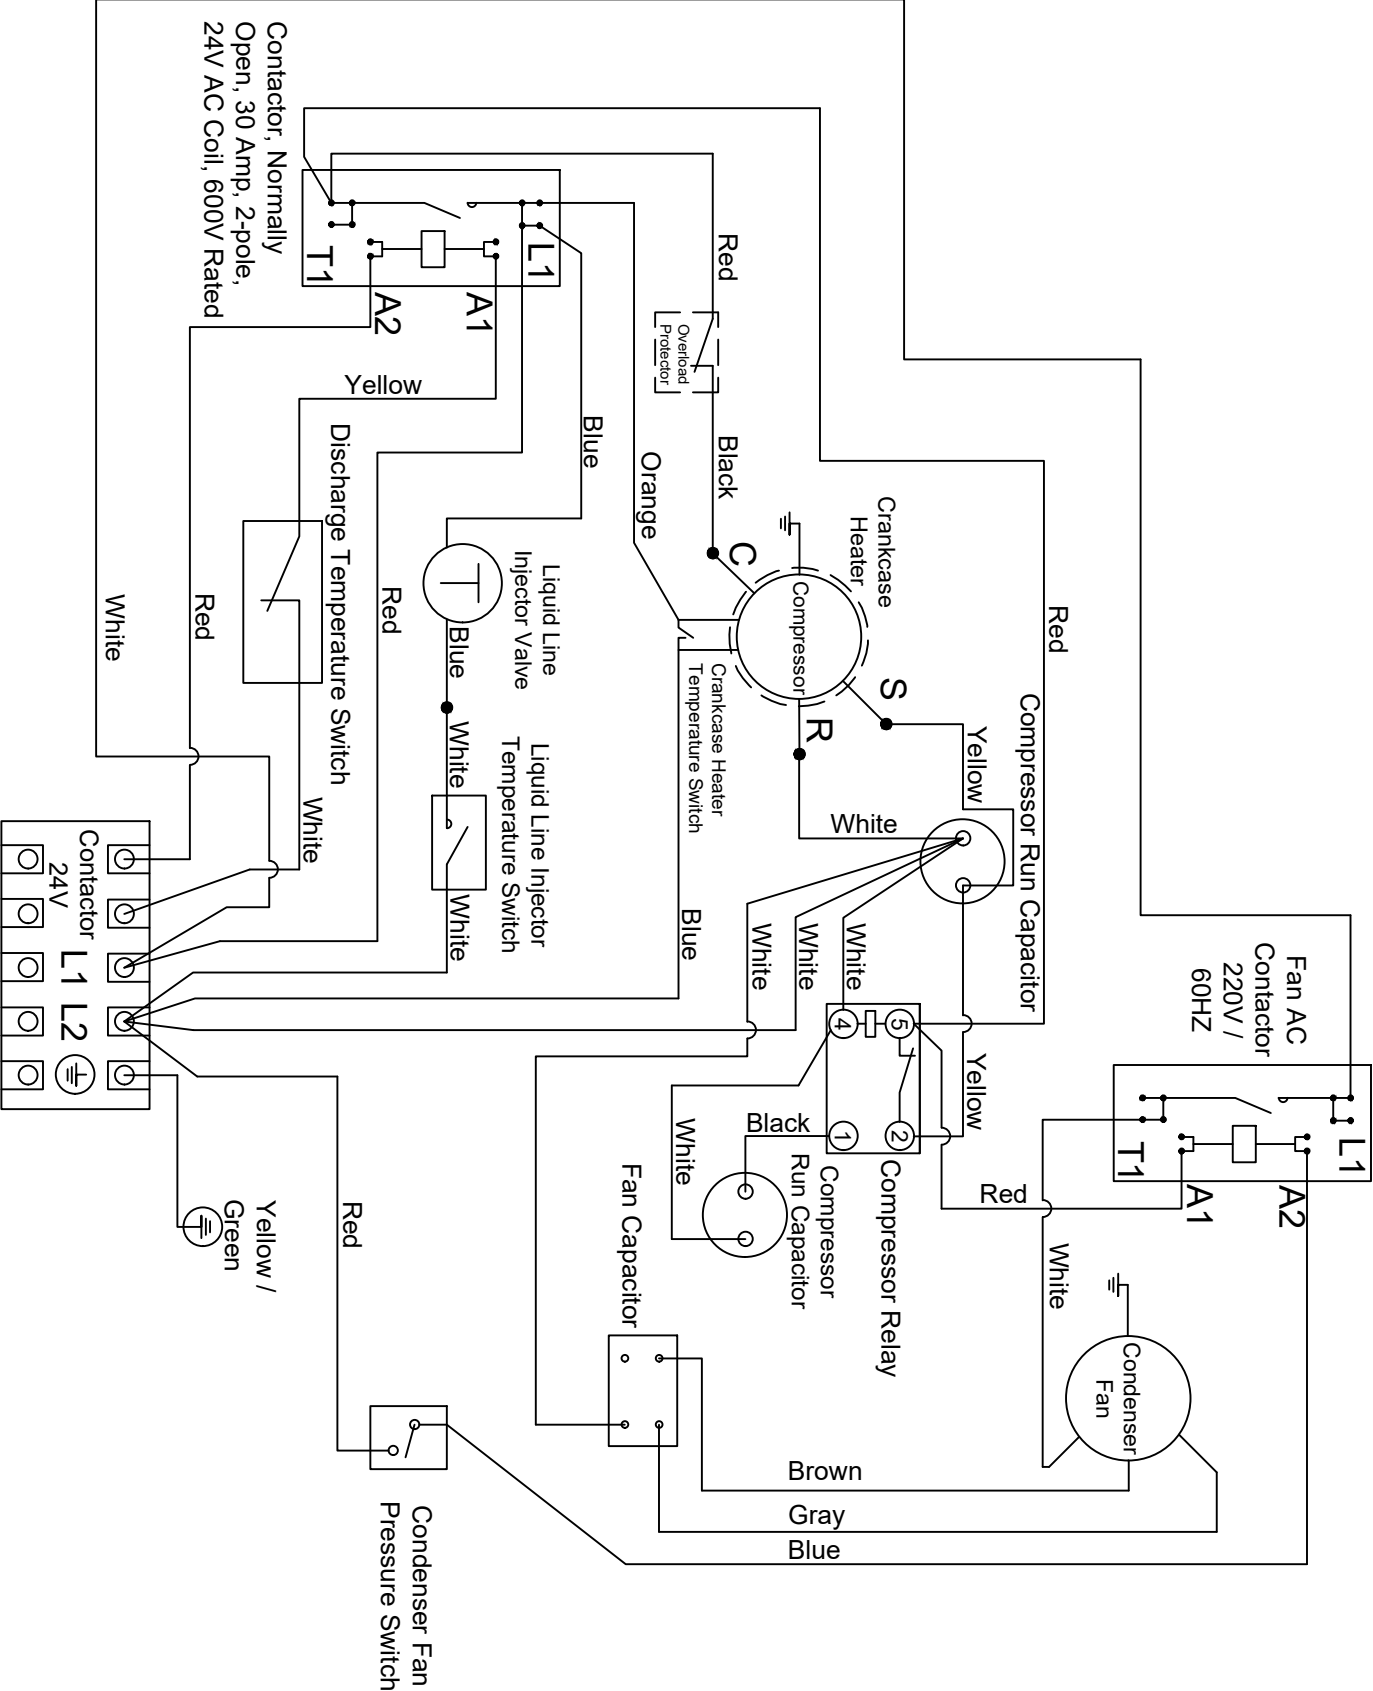 Contactor, Normally
Open, 30 Amp, 2-pole,
24V AC Coil, 600V Rated
L1
T1
A1
A2
Red
Overload
Protector
Black
Yellow
Blue
Orange
Discharge Temperature Switch
Liquid Line
Injector Valve
Crankcase
Heater
Compressor
C
S
R
Red
Red
Red
White
Blue
White
Liquid Line Injector
Temperature Switch
Crankcase Heater
Temperature Switch
Yellow
Compressor Run Capacitor
White
White
White
Blue
White
White
White
Contactor
24V
L1
L2
Fan AC
Contactor
220V /
60HZ
L1
T1
A1
A2
4
5
1
2
Yellow
Compressor Relay
Black
White
Compressor
Run Capacitor
Red
White
Yellow /
Green
Red
Fan Capacitor
Condenser
Fan
Brown
Gray
Blue
Condenser Fan
Pressure Switch